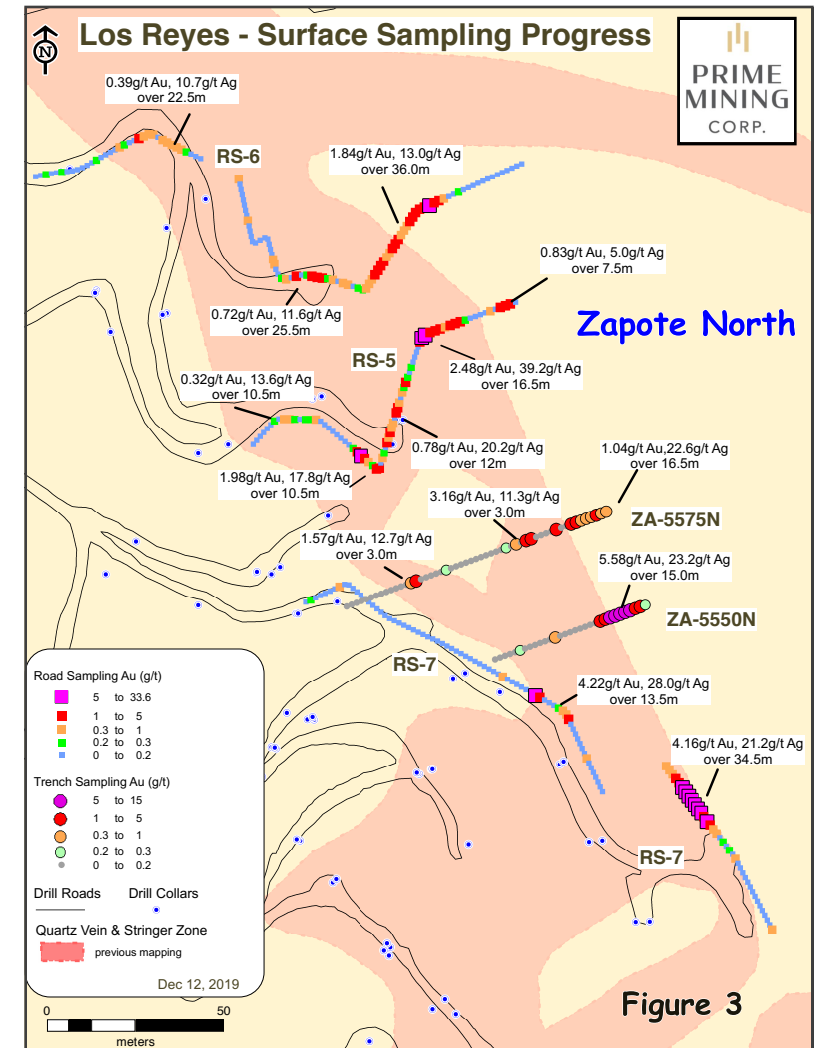 Los Reyes - Surface Sampling Progress
N
PRIME
MINING
CORP.
0.39g/t Au, 10.7g/t Ag
over 22.5m
RS-6
1.84g/t Au, 13.0g/t Ag
over 36.0m
0.83g/t Au, 5.0g/t Ag
over 7.5m
0.72g/t Au, 11.6g/t Ag
over 25.5m
Zapote North
RS-5
2.48g/t Au, 39.2g/t Ag
over 16.5m
0.32g/t Au, 13.6g/t Ag
over 10.5m
0.78g/t Au, 20.2g/t Ag
over 12m
1.04g/t Au,22.6g/t Ag
over 16.5m
1.98g/t Au, 17.8g/t Ag
over 10.5m
3.16g/t Au, 11.3g/t Ag
over 3.0m
ZA-5575N
1.57g/t Au, 12.7g/t Ag
over 3.0m
5.58g/t Au, 23.2g/t Ag
over 15.0m
ZA-5550N
RS-7
4.22g/t Au, 28.0g/t Ag
over 13.5m
4.16g/t Au, 21.2g/t Ag
over 34.5m
RS-7
Road Sampling Au (g/t)
5 to 33.6
1 to 5
0.3 to 1
0.2 to 0.3
0 to 0.2
Trench Sampling Au (g/t)
5 to 15
1 to 5
0.3 to 1
0.2 to 0.3
0 to 0.2
Drill Roads Drill Collars
Quartz Vein & Stringer Zone
previous mapping
Dec 12, 2019
0 50
meters
Figure 3